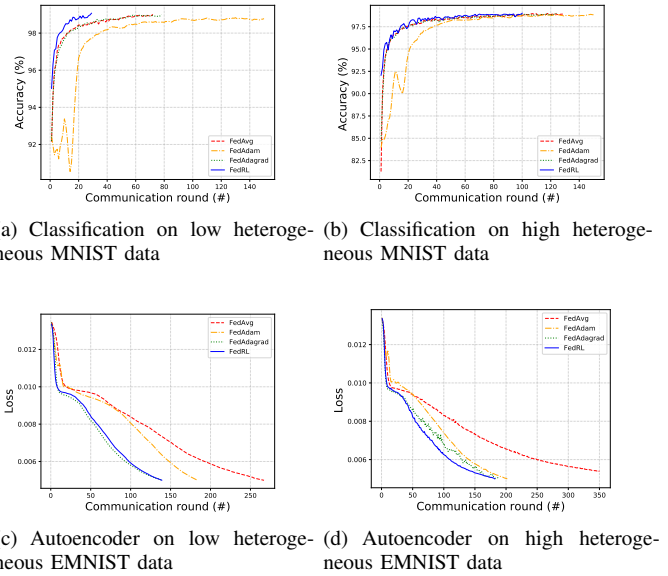 98
96
94
92
Accuracy (%)
0 20 40 60 80 100 120 140
Communication round (#)
FedAvg
FedAdam
FedAdagrad
FedRL
97.5
95.0
92.5
90.0
87.5
85.0
82.5
Accuracy (%)
0 20 40 60 80 100 120 140
Communication round (#)
FedAvg
FedAdam
FedAdagrad
FedRL
a) Classification on low heteroge-
neous MNIST data
(b) Classification on high heteroge-
neous MNIST data
0.012
0.010
0.008
0.006
Loss
0 50 100 150 200 250
Communication round (#)
FedAvg
FedAdam
FedAdagrad
FedRL
0.012
0.010
0.008
0.006
Loss
0 50 100 150 200 250 300 350
Communication round (#)
FedAvg
FedAdam
FedAdagrad
FedRL
c) Autoencoder on low heteroge-
neous EMNIST data
(d) Autoencoder on high heteroge-
neous EMNIST data